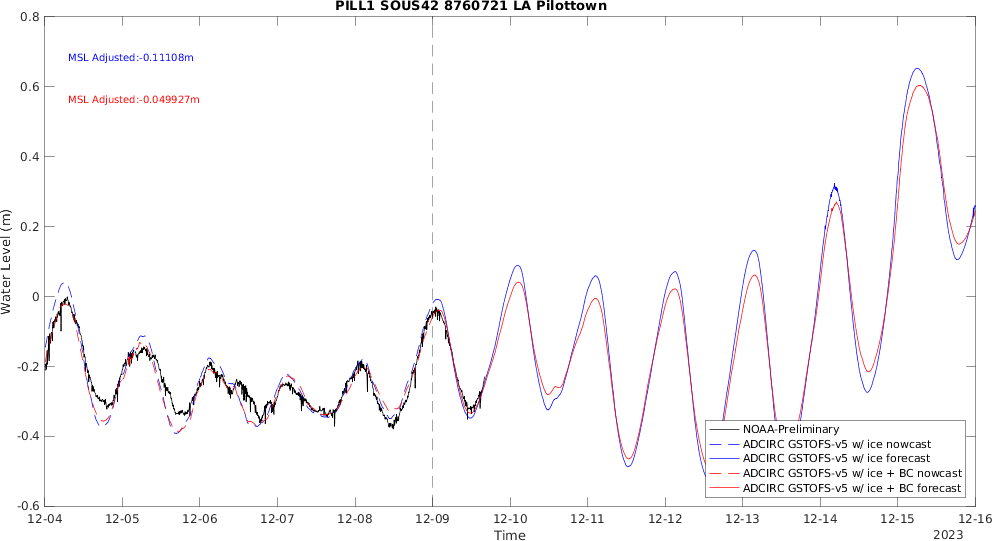 PILL1 SOUS42 8760721 LA Pilottown
MSL Adjusted:-0.11108m
MSL Adjusted:-0.049927m
Water Level (m)
0.8
0.6
0.4
0.2
0
-0.2
-0.4
-0.6
NOAA-Preliminary
ADCIRC GSTOFS-v5 w/ ice nowcast
ADCIRC GSTOFS-v5 w/ ice forecast
ADCIRC GSTOFS-v5 w/ ice + BC nowcast
ADCIRC GSTOFS-v5 w/ ice + BC forecast
12-04 12-05 12-06 12-07 12-08 12-09 12-10 12-11 12-12 12-13 12-14 12-15 12-16
Time
2023